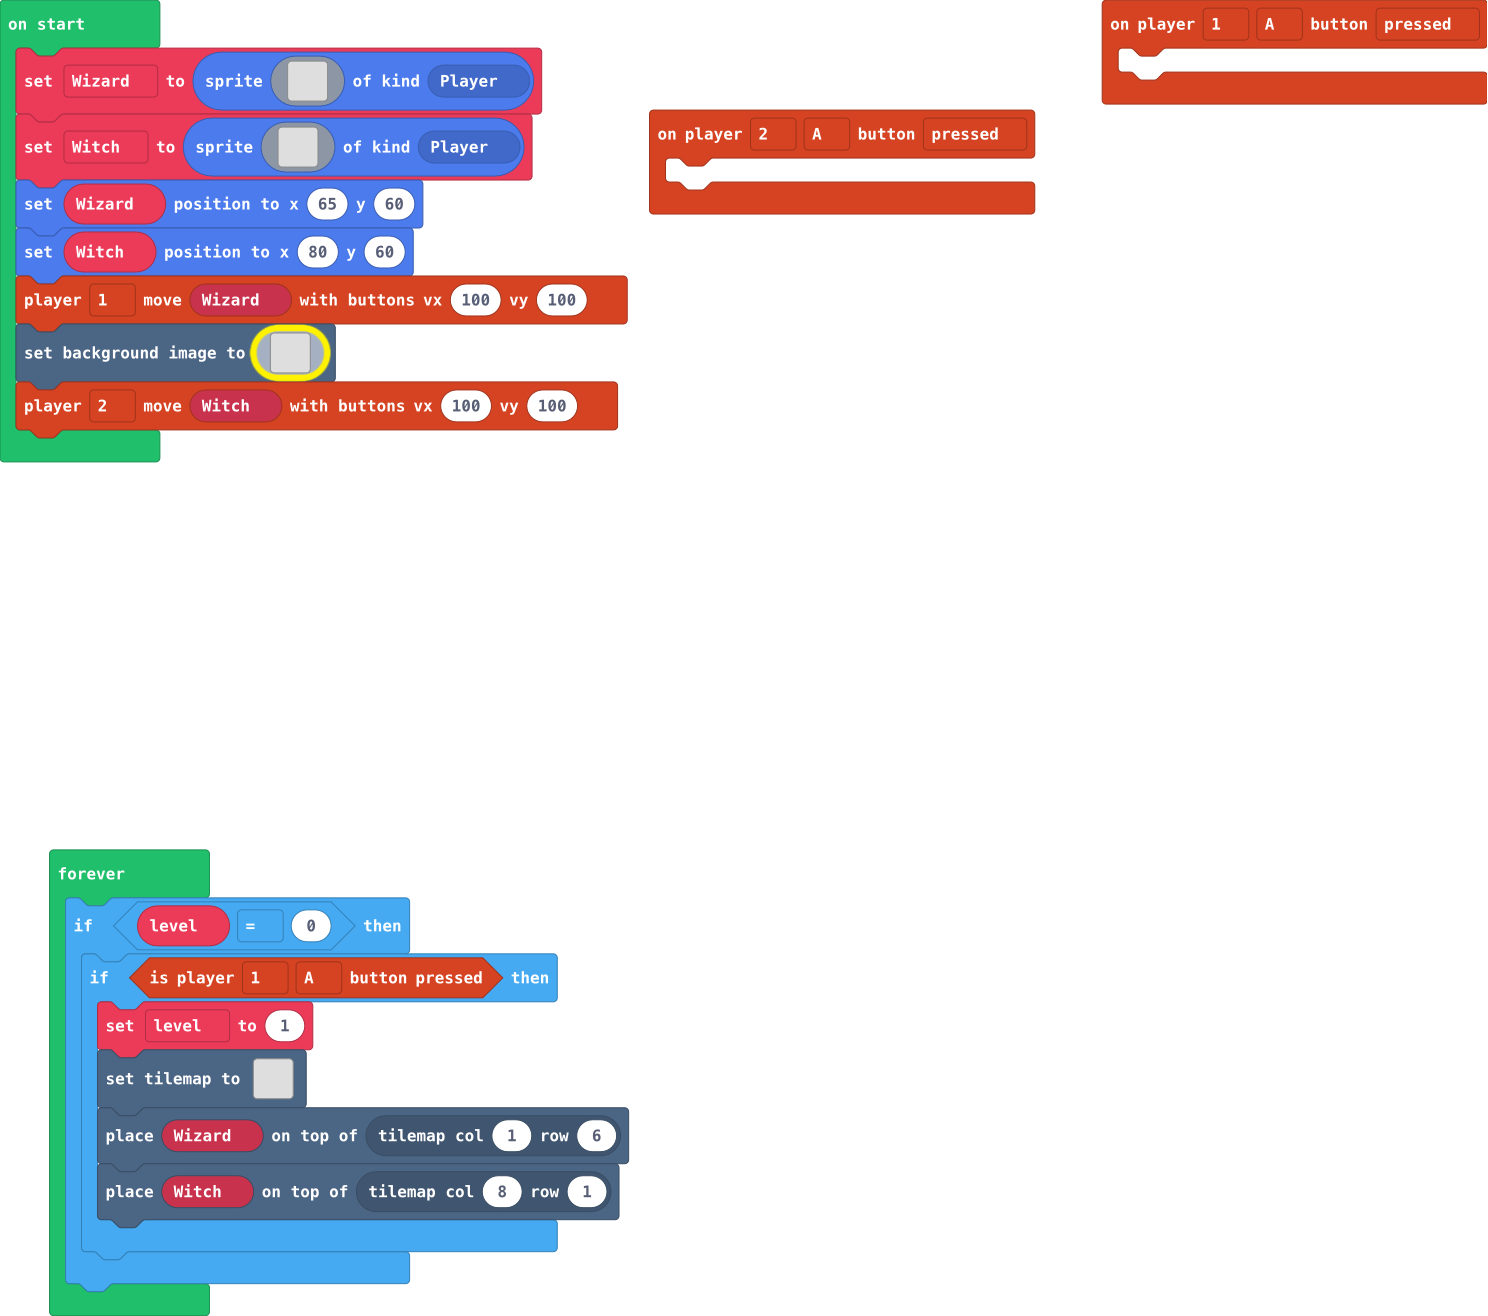 on start
set Wizard to sprite of kind Player
set Witch to sprite of kind Player
set Wizard position to x 65 y 60
set Witch position to x 80 y 60
player 1 move Wizard with buttons vx 100 vy 100
set background image to
player 2 move Witch with buttons vx 100 vy 100
on player 2 A button pressed
on player 1 A button pressed
forever
if level = 0 then
if is player 1 A button pressed then
set level to 1
set tilemap to
place Wizard on top of tilemap col 1 row 6
place Witch on top of tilemap col 8 row 1